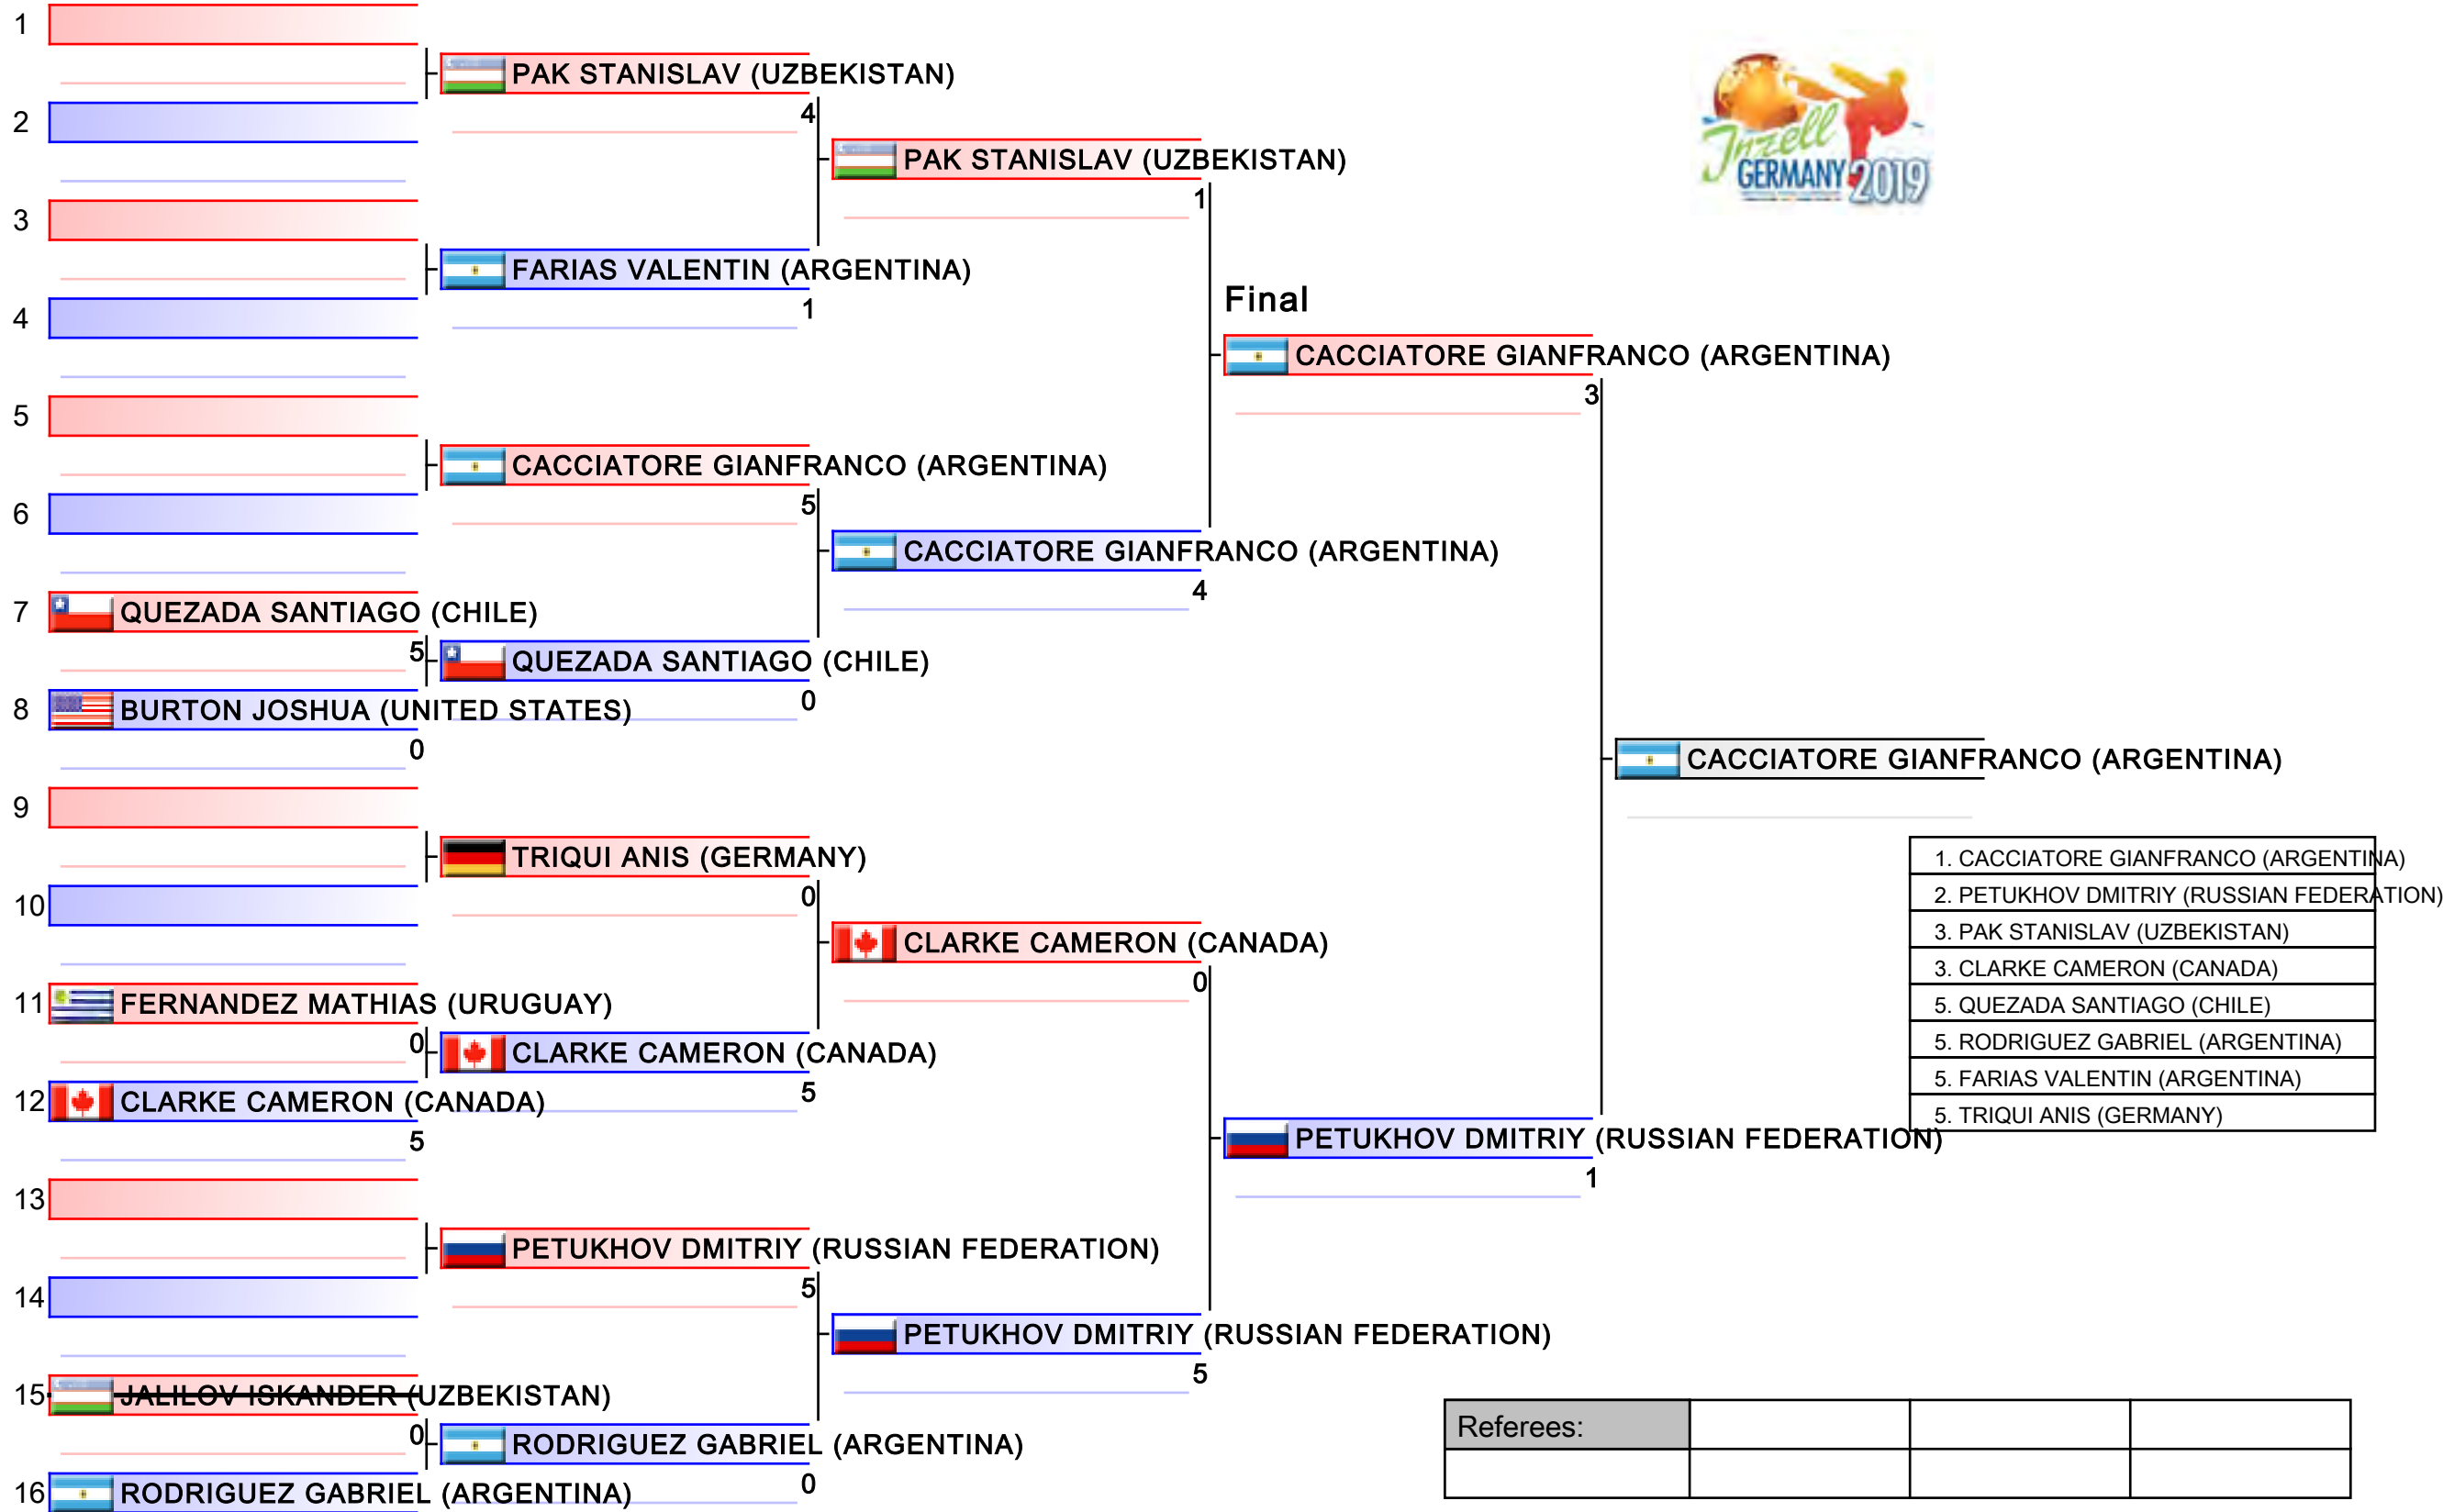 1
PAK STANISLAV (UZBEKISTAN)
4
2
PAK STANISLAV (UZBEKISTAN)
1
3
FARIAS VALENTIN (ARGENTINA)
1
4
Final
CACCIATORE GIANFRANCO (ARGENTINA)
3
5
CACCIATORE GIANFRANCO (ARGENTINA)
5
6
CACCIATORE GIANFRANCO (ARGENTINA)
4
7 QUEZADA SANTIAGO (CHILE)
5
QUEZADA SANTIAGO (CHILE)
0
8 BURTON JOSHUA (UNITED STATES)
0
CACCIATORE GIANFRANCO (ARGENTINA)
9
TRIQUI ANIS (GERMANY)
0
10
CLARKE CAMERON (CANADA)
0
11 FERNANDEZ MATHIAS (URUGUAY)
0
CLARKE CAMERON (CANADA)
5
12 CLARKE CAMERON (CANADA)
5
PETUKHOV DMITRIY (RUSSIAN FEDERATION)
1
13
PETUKHOV DMITRIY (RUSSIAN FEDERATION)
5
14
PETUKHOV DMITRIY (RUSSIAN FEDERATION)
5
15 JALILOV ISKANDER (UZBEKISTAN)
0
RODRIGUEZ GABRIEL (ARGENTINA)
0
16 RODRIGUEZ GABRIEL (ARGENTINA)
Inzell
GERMANY 2019
1. CACCIATORE GIANFRANCO (ARGENTINA)
2. PETUKHOV DMITRIY (RUSSIAN FEDERATION)
3. PAK STANISLAV (UZBEKISTAN)
3. CLARKE CAMERON (CANADA)
5. QUEZADA SANTIAGO (CHILE)
5. RODRIGUEZ GABRIEL (ARGENTINA)
5. FARIAS VALENTIN (ARGENTINA)
5. TRIQUI ANIS (GERMANY)
Referees: